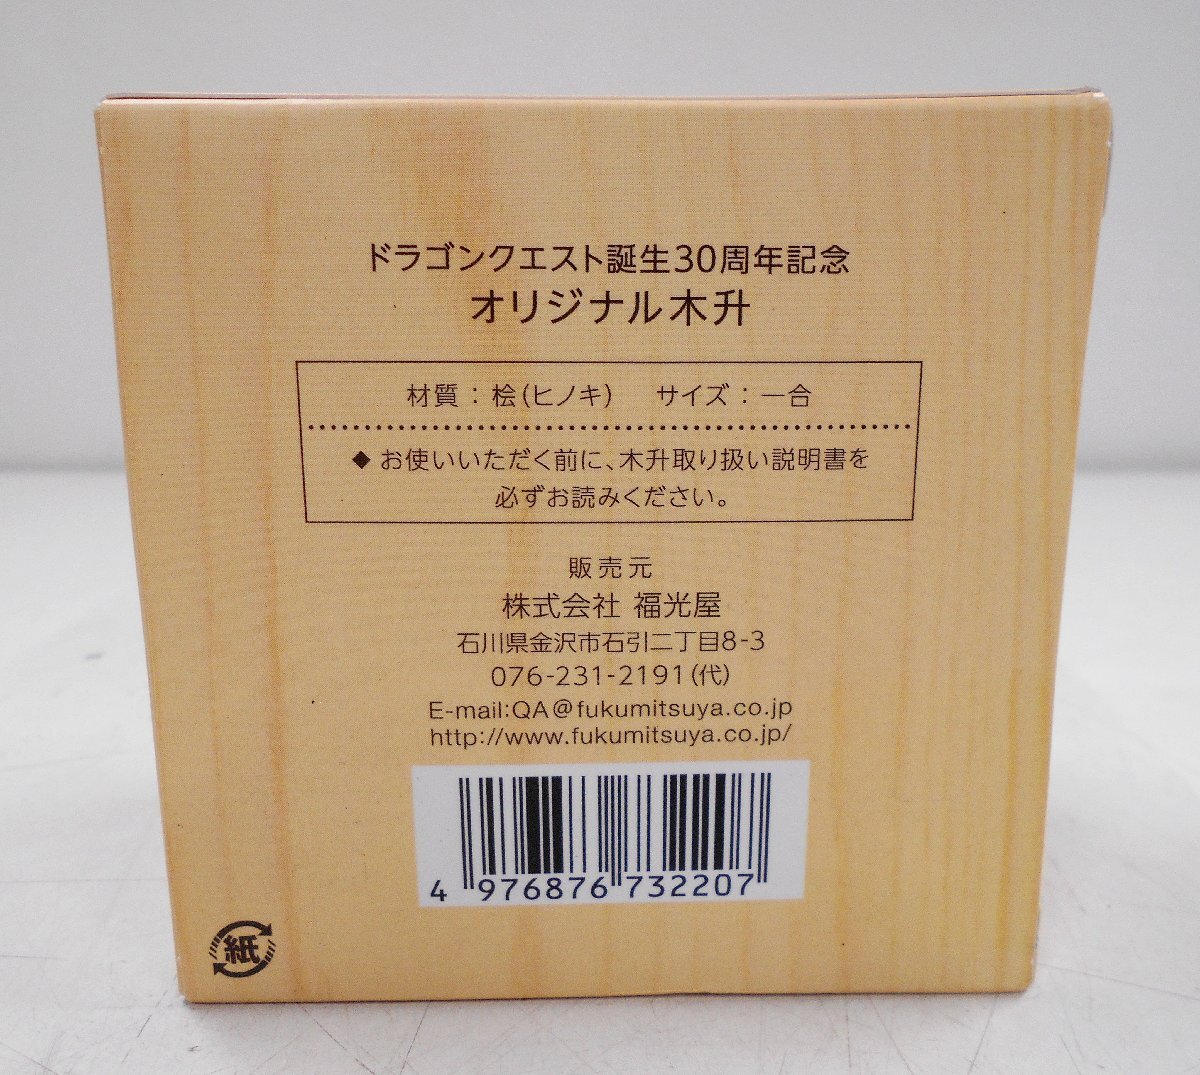 ドラゴンクエスト誕生30周年記念
オリジナル木升
材質：桧(ヒノキ)　サイズ：一合
◆お使いいただく前に、木升取り扱い説明書を
必ずお読みください。
販売元
株式会社 福光屋
石川県金沢市石引二丁目8-3
076-231-2191(代)
E-mail:QA@fukumitsuya.co.jp
http://www.fukumitsuya.co.jp/
4 976876 732207
紙